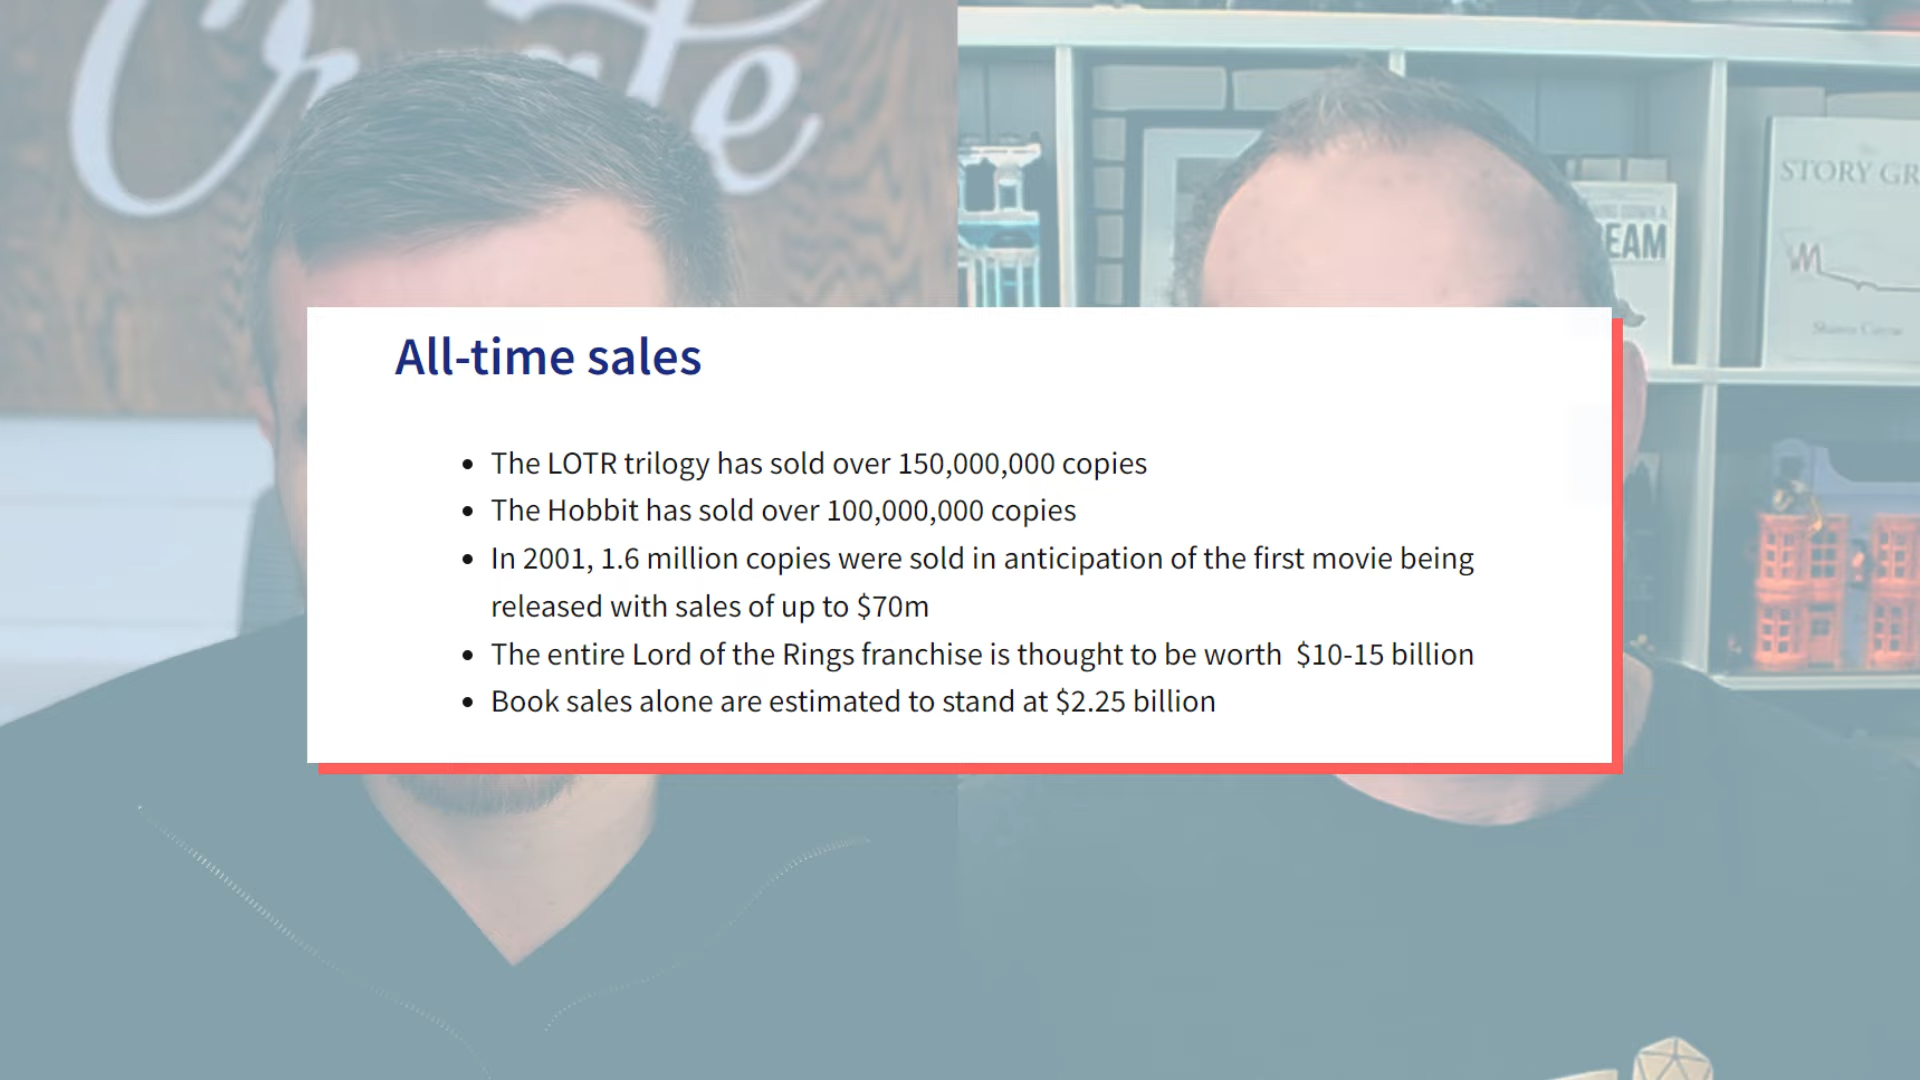 Create
STORY GR
EAM
Shawn Coyne
All-time sales
• The LOTR trilogy has sold over 150,000,000 copies
• The Hobbit has sold over 100,000,000 copies
• In 2001, 1.6 million copies were sold in anticipation of the first movie being
released with sales of up to $70m
• The entire Lord of the Rings franchise is thought to be worth $10-15 billion
• Book sales alone are estimated to stand at $2.25 billion